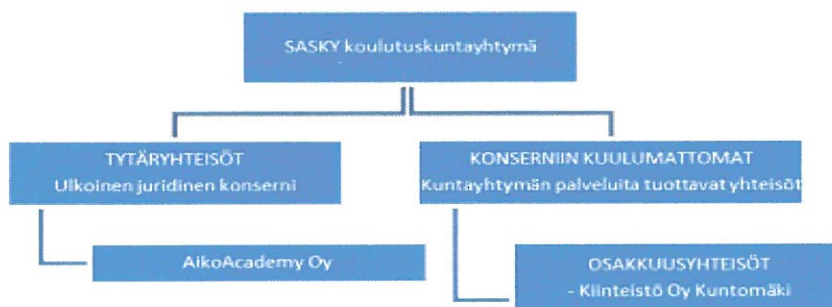 SASKY koulutuskuntayhtymä
TYTÄRYHTEISÖT
Ulkoinen juridinen konserni
KONSERNIIN KUULUMATTOMAT
Kuntayhtymän palveluita tuottavat yhteisöt
AikoAcademy Oy
OSAKKUUSYHTEISÖT
- Kiinteistö Oy Kuntomäki